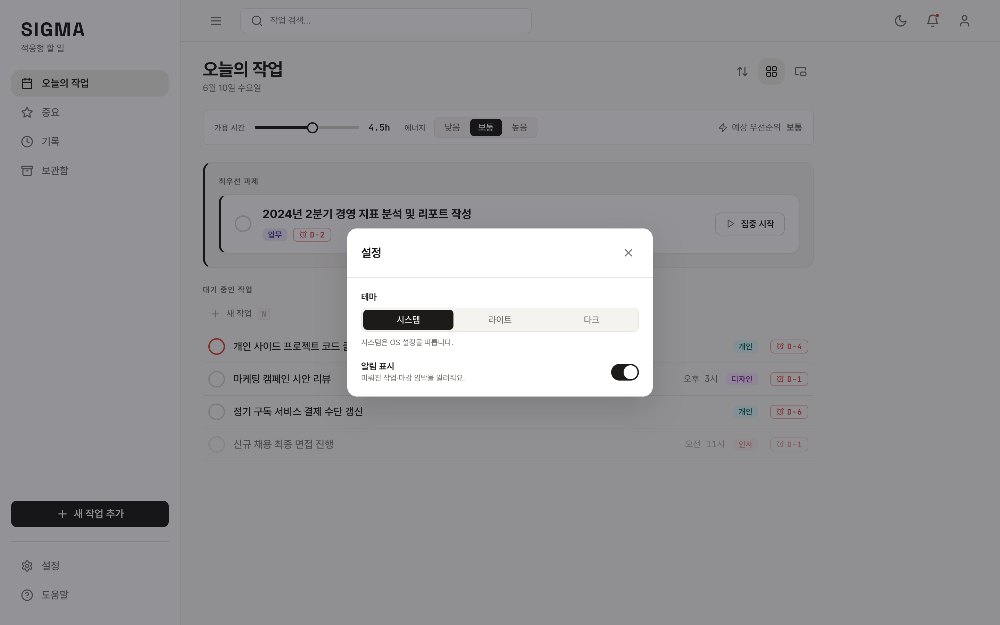 SIGMA
적응형 할 일
오늘의 작업
중요
기록
보관함
새 작업 추가
설정
도움말
작업 검색...
오늘의 작업
6월 10일 수요일
가용 시간 4.5h 에너지 낮음 보통 높음 예상 우선순위 보통
최우선 과제
2024년 2분기 경영 지표 분석 및 리포트 작성
업무 D-2
집중 시작
대기 중인 작업
새 작업 N
개인 사이드 프로젝트 코드 개인 D-4
마케팅 캠페인 시안 리뷰 오후 3시 디자인 D-1
정기 구독 서비스 결제 수단 갱신 개인 D-6
신규 채용 최종 면접 진행 오전 11시 인사 D-1
설정
테마
시스템 라이트 다크
시스템은 OS 설정을 따릅니다.
알림 표시
미뤄진 작업·마감 임박을 알려줘요.